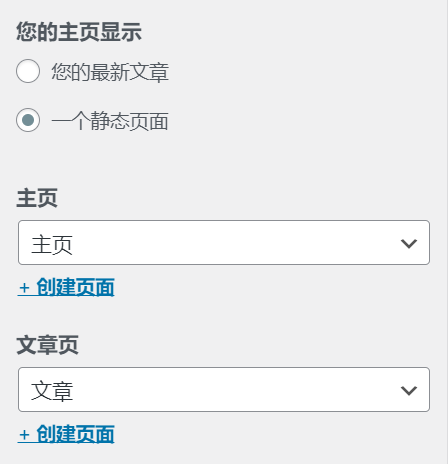 您的主页显示
您的最新文章
一个静态页面
主页
主页
+ 创建页面
文章页
文章
+ 创建页面